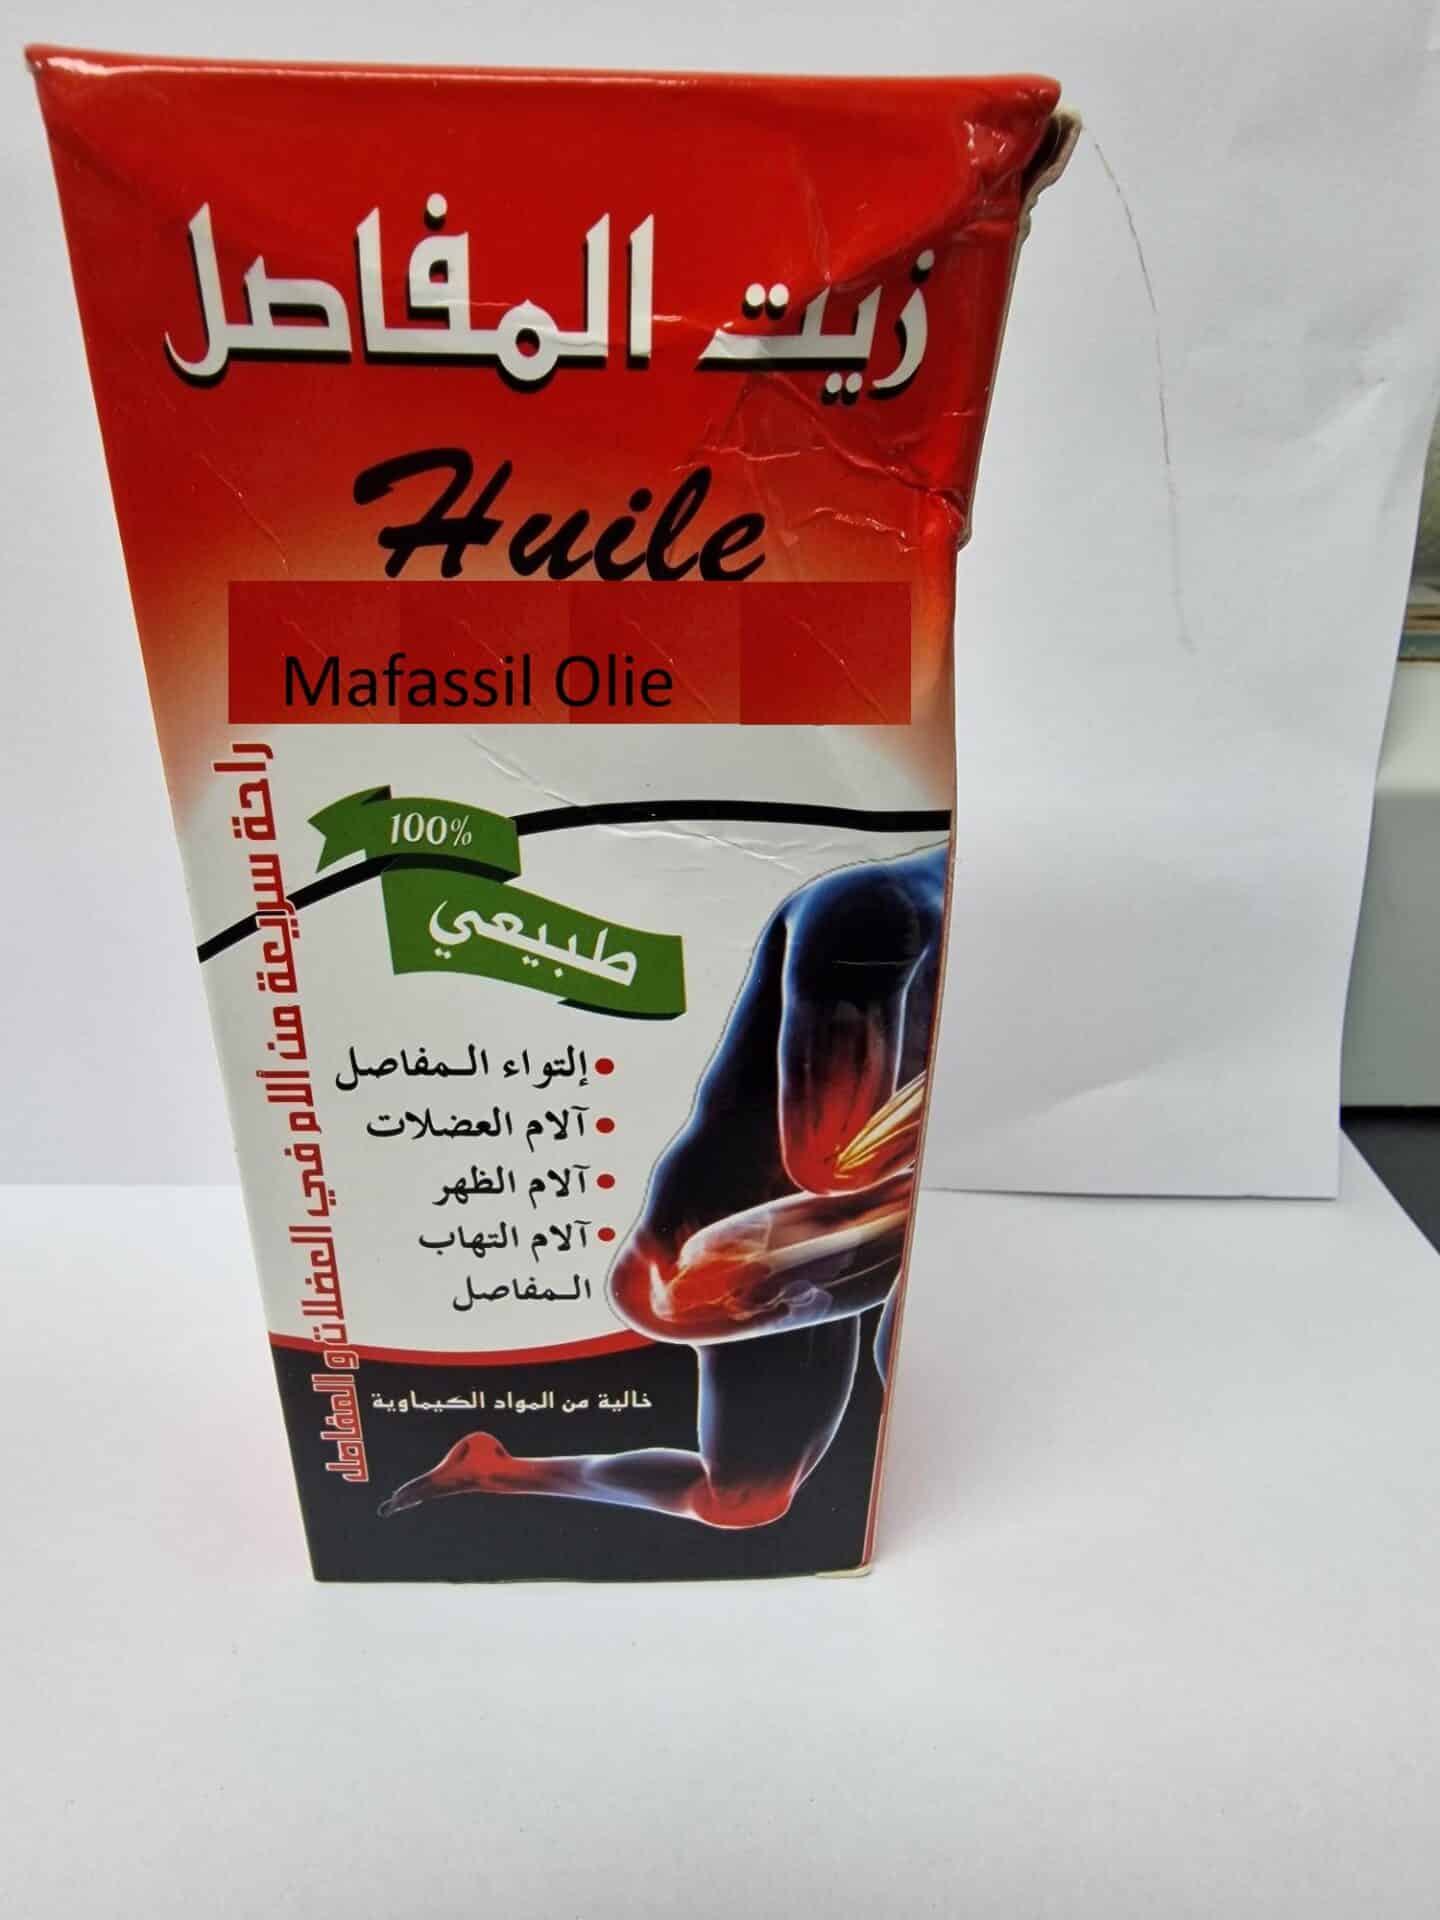 زيت المفاصل
Huile
Mafassil Olie
راحة سريعة من ألام في العضلات و المفاصل
100%
طبيعي
•إلتواء المفاصل
•آلام العضلات
•آلام الظهر
•آلام التهاب
المفاصل
خالية من المواد الكيماوية